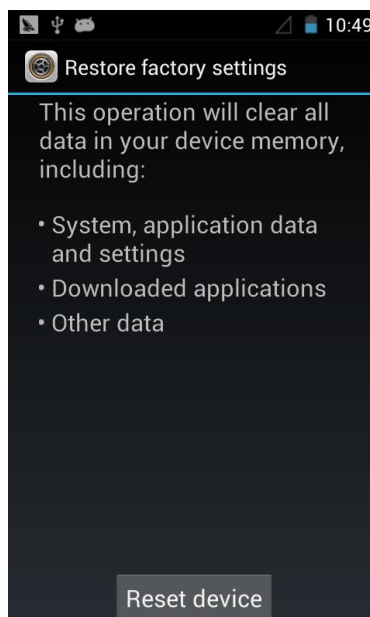 10:49
Restore factory settings
This operation will clear all
data in your device memory,
including:
• System, application data
and settings
• Downloaded applications
• Other data
Reset device